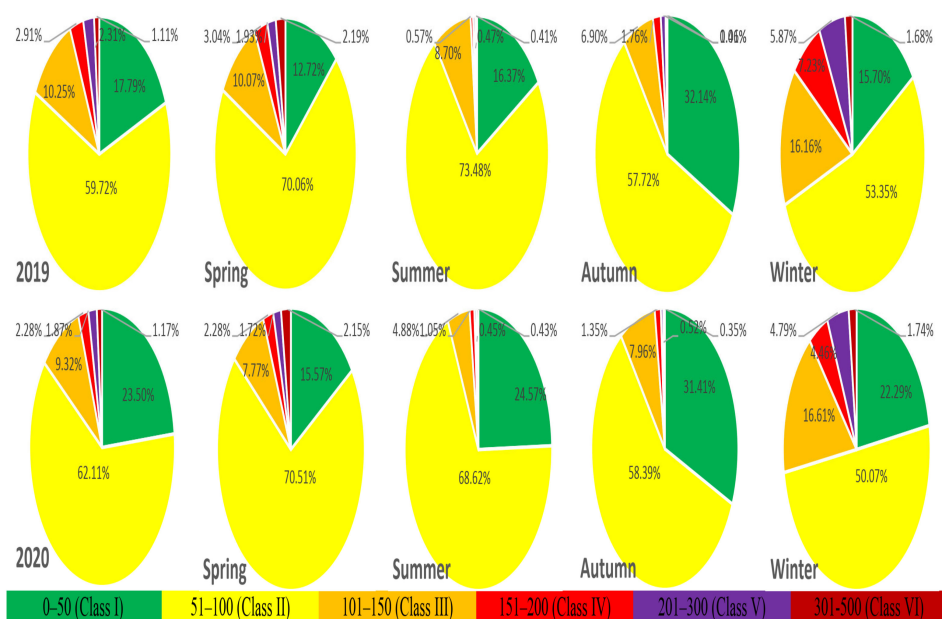 2.91% 2.31% 1.11% 3.04% 1.93% 2.19% 0.57% 0.47% 0.41% 6.90% 1.76% 5.87% 1.68%
10.25% 17.79% 10.07% 12.72% 8.70% 16.37% 32.14% 7.23% 15.70%
59.72% 70.06% 73.48% 57.72% 16.16% 53.35%
2019 Spring Summer Autumn Winter
2.28% 1.87% 1.17% 2.28% 1.72% 2.15% 4.88% 1.05% 0.45% 0.43% 1.35% 0.52% 0.35% 4.79% 1.74%
9.32% 23.50% 7.77% 15.57% 24.57% 7.96% 31.41% 22.29%
62.11% 70.51% 68.62% 58.39% 16.61% 50.07%
2020 Spring Summer Autumn Winter
0–50 (Class I) 51–100 (Class II) 101–150 (Class III) 151–200 (Class IV) 201–300 (Class V) 301-500 (Class VI)